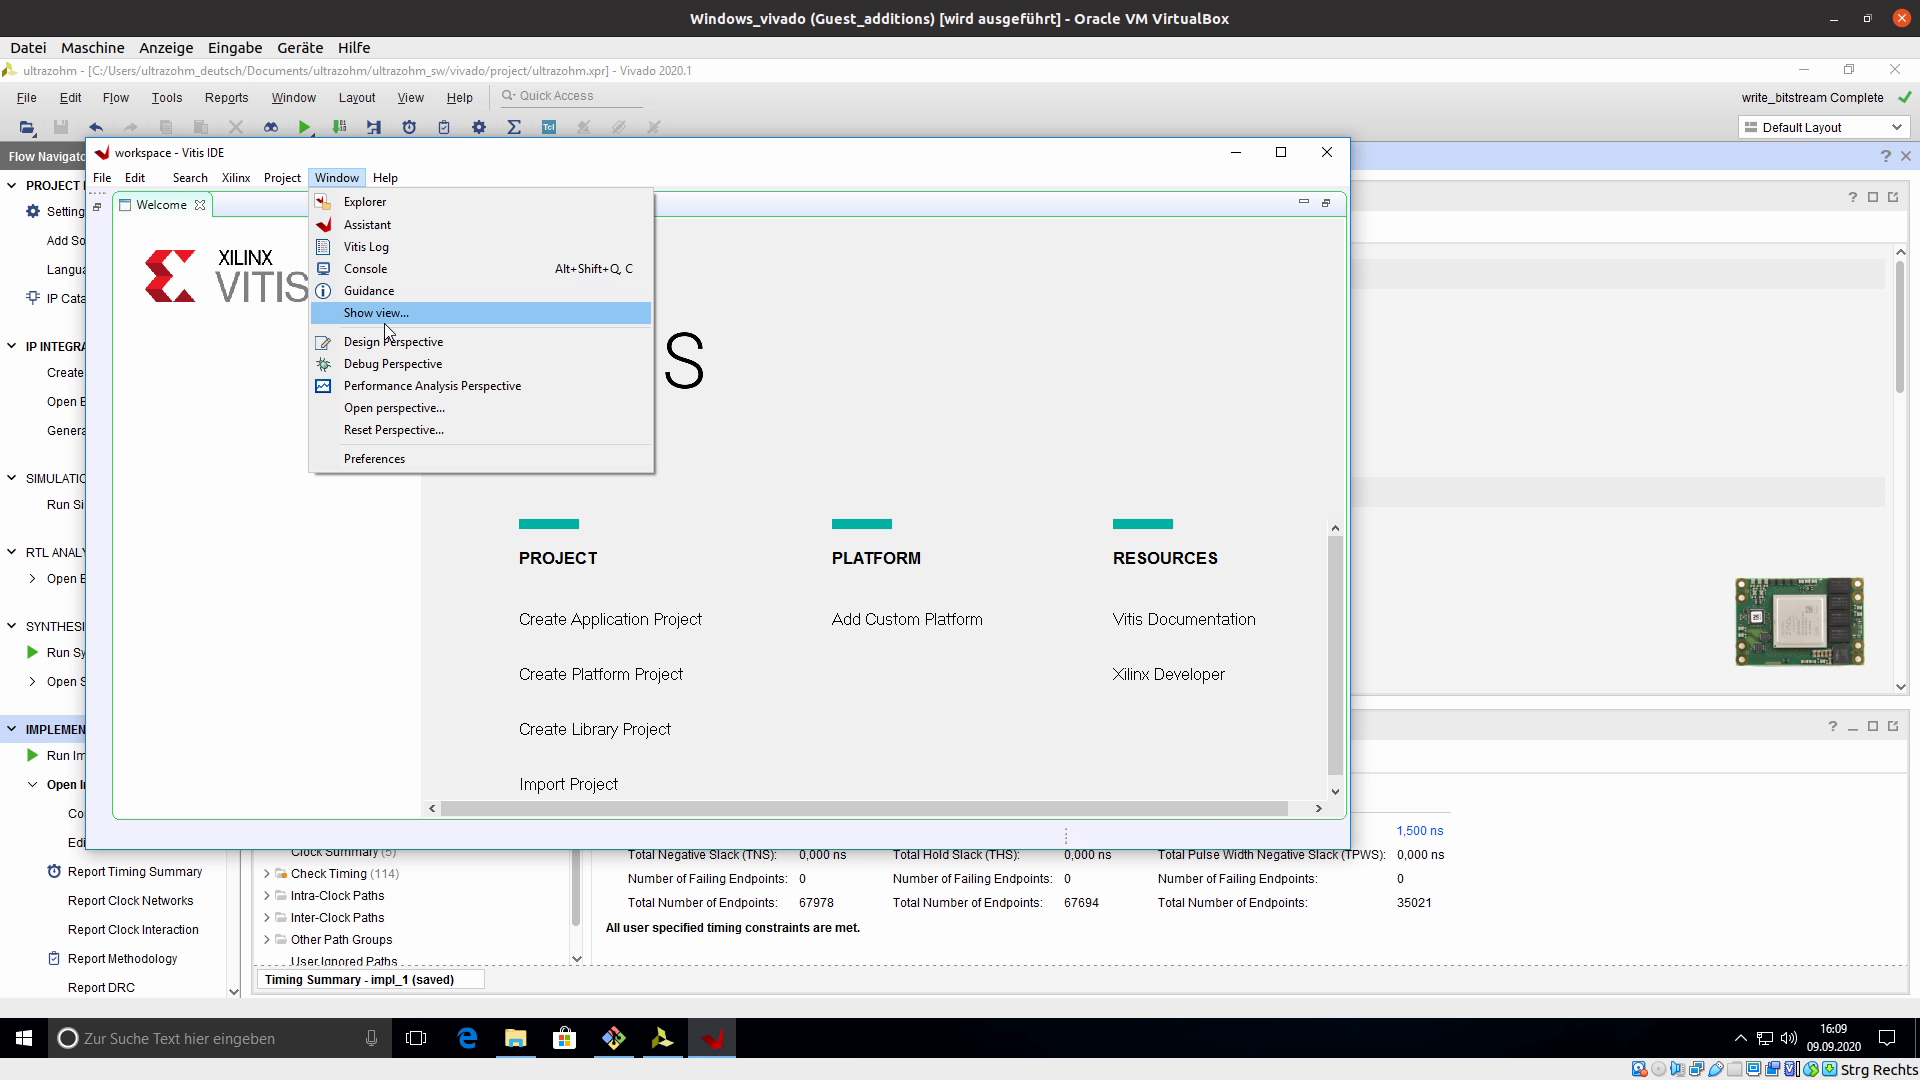 Windows_vivado (Guest_additions) [wird ausgeführt] - Oracle VM VirtualBox
Datei Maschine Anzeige Eingabe Geräte Hilfe
ultrazohm - [C:/Users/ultrazohm_deutsch/Documents/ultrazohm/ultrazohm_sw/vivado/project/ultrazohm.xpr] - Vivado 2020.1
File Edit Flow Tools Reports Window Layout View Help Quick Access write_bitstream Complete
Tcl Default Layout
Flow Navigato
workspace - Vitis IDE
File Edit Search Xilinx Project Window Help
Welcome
XILINX
VITIS
Explorer
Assistant
Vitis Log
Console Alt+Shift+Q, C
Guidance
Show view...
Design Perspective
Debug Perspective
Performance Analysis Perspective
Open perspective...
Reset Perspective...
Preferences
S
PROJECT
Create Application Project
Create Platform Project
Create Library Project
Import Project
PLATFORM
Add Custom Platform
RESOURCES
Vitis Documentation
Xilinx Developer
PROJECT
Setting
Add So
Langua
IP Cata
IP INTEGRA
Create
Open E
Genera
SIMULATIO
Run Si
RTL ANALY
Open E
SYNTHESI
Run Sy
Open S
IMPLEMEN
Run Im
Open I
Co
Edi
Report Timing Summary
Report Clock Networks
Report Clock Interaction
Report Methodology
Report DRC
Clock Summary (5)
Check Timing (114)
Intra-Clock Paths
Inter-Clock Paths
Other Path Groups
User Ignored Paths
1,500 ns
Total Negative Slack (TNS): 0,000 ns Total Hold Slack (THS): 0,000 ns Total Pulse Width Negative Slack (TPWS): 0,000 ns
Number of Failing Endpoints: 0 Number of Failing Endpoints: 0 Number of Failing Endpoints: 0
Total Number of Endpoints: 67978 Total Number of Endpoints: 67694 Total Number of Endpoints: 35021
All user specified timing constraints are met.
Timing Summary - impl_1 (saved)
Zur Suche Text hier eingeben
16:09
09.09.2020
Strg Rechts